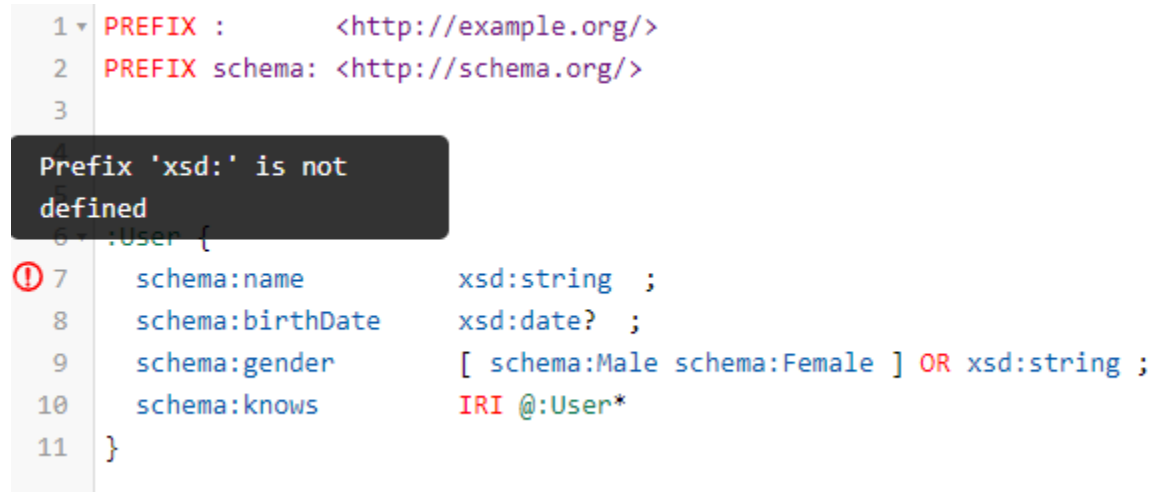 1 PREFIX :       <http://example.org/>
2 PREFIX schema: <http://schema.org/>
3
4
Prefix 'xsd:' is not
5
defined
6 :User {
7 schema:name         xsd:string  ;
8 schema:birthDate    xsd:date?  ;
9 schema:gender       [ schema:Male schema:Female ] OR xsd:string ;
10 schema:knows        IRI @:User*
11 }